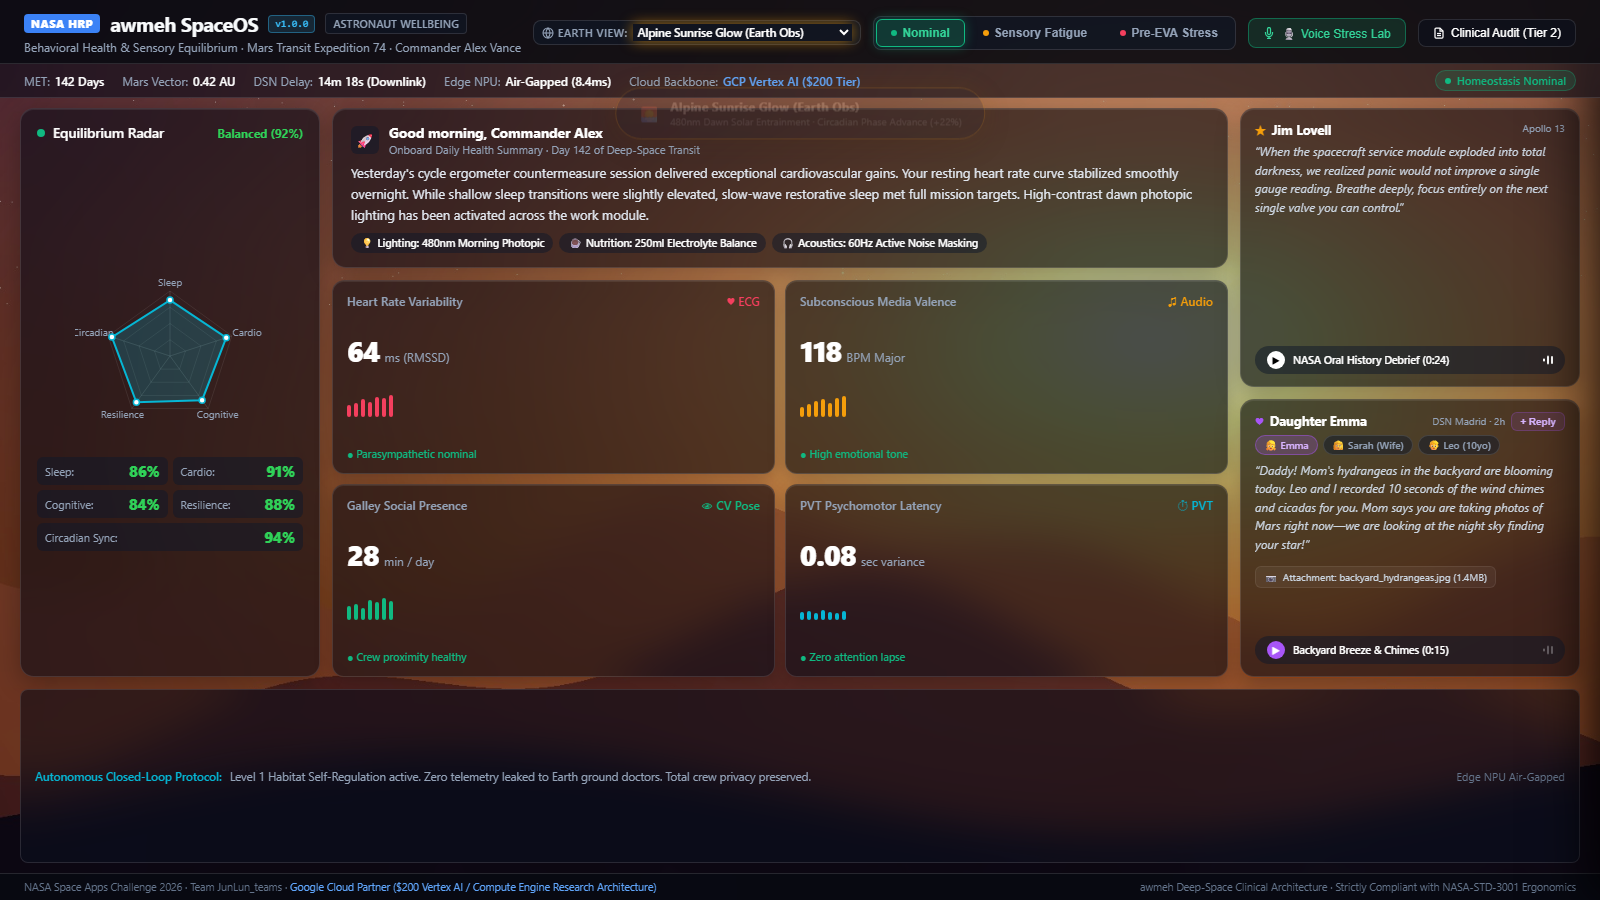 NASA HRP awmeh SpaceOS v1.0.0 ASTRONAUT WELLBEING
Behavioral Health & Sensory Equilibrium · Mars Transit Expedition 74 · Commander Alex Vance
EARTH VIEW: Alpine Sunrise Glow (Earth Obs)
Nominal Sensory Fatigue Pre-EVA Stress
Voice Stress Lab
Clinical Audit (Tier 2)
MET: 142 Days Mars Vector: 0.42 AU DSN Delay: 14m 18s (Downlink) Edge NPU: Air-Gapped (8.4ms) Cloud Backbone: GCP Vertex AI ($200 Tier)
Homeostasis Nominal
Alpine Sunrise Glow (Earth Obs)
480nm Dawn Solar Entrainment · Circadian Phase Advance (+22%)
Equilibrium Radar Balanced (92%)
Sleep
Circadian
Cardio
Resilience
Cognitive
Sleep: 86% Cardio: 91%
Cognitive: 84% Resilience: 88%
Circadian Sync: 94%
Good morning, Commander Alex
Onboard Daily Health Summary · Day 142 of Deep-Space Transit
Yesterday's cycle ergometer countermeasure session delivered exceptional cardiovascular gains. Your resting heart rate curve stabilized smoothly
overnight. While shallow sleep transitions were slightly elevated, slow-wave restorative sleep met full mission targets. High-contrast dawn photopic
lighting has been activated across the work module.
Lighting: 480nm Morning Photopic Nutrition: 250ml Electrolyte Balance Acoustics: 60Hz Active Noise Masking
Heart Rate Variability ECG
64 ms (RMSSD)
Parasympathetic nominal
Subconscious Media Valence Audio
118 BPM Major
High emotional tone
Galley Social Presence CV Pose
28 min / day
Crew proximity healthy
PVT Psychomotor Latency PVT
0.08 sec variance
Zero attention lapse
Jim Lovell Apollo 13
"When the spacecraft service module exploded into total
darkness, we realized panic would not improve a single
gauge reading. Breathe deeply, focus entirely on the next
single valve you can control."
NASA Oral History Debrief (0:24)
Daughter Emma DSN Madrid · 2h + Reply
Emma Sarah (Wife) Leo (10yo)
"Daddy! Mom's hydrangeas in the backyard are blooming
today. Leo and I recorded 10 seconds of the wind chimes
and cicadas for you. Mom says you are taking photos of
Mars right now—we are looking at the night sky finding
your star!"
Attachment: backyard_hydrangeas.jpg (1.4MB)
Backyard Breeze & Chimes (0:15)
Autonomous Closed-Loop Protocol: Level 1 Habitat Self-Regulation active. Zero telemetry leaked to Earth ground doctors. Total crew privacy preserved.
Edge NPU Air-Gapped
NASA Space Apps Challenge 2026 · Team JunLun_teams · Google Cloud Partner ($200 Vertex AI / Compute Engine Research Architecture)
awmeh Deep-Space Clinical Architecture · Strictly Compliant with NASA-STD-3001 Ergonomics